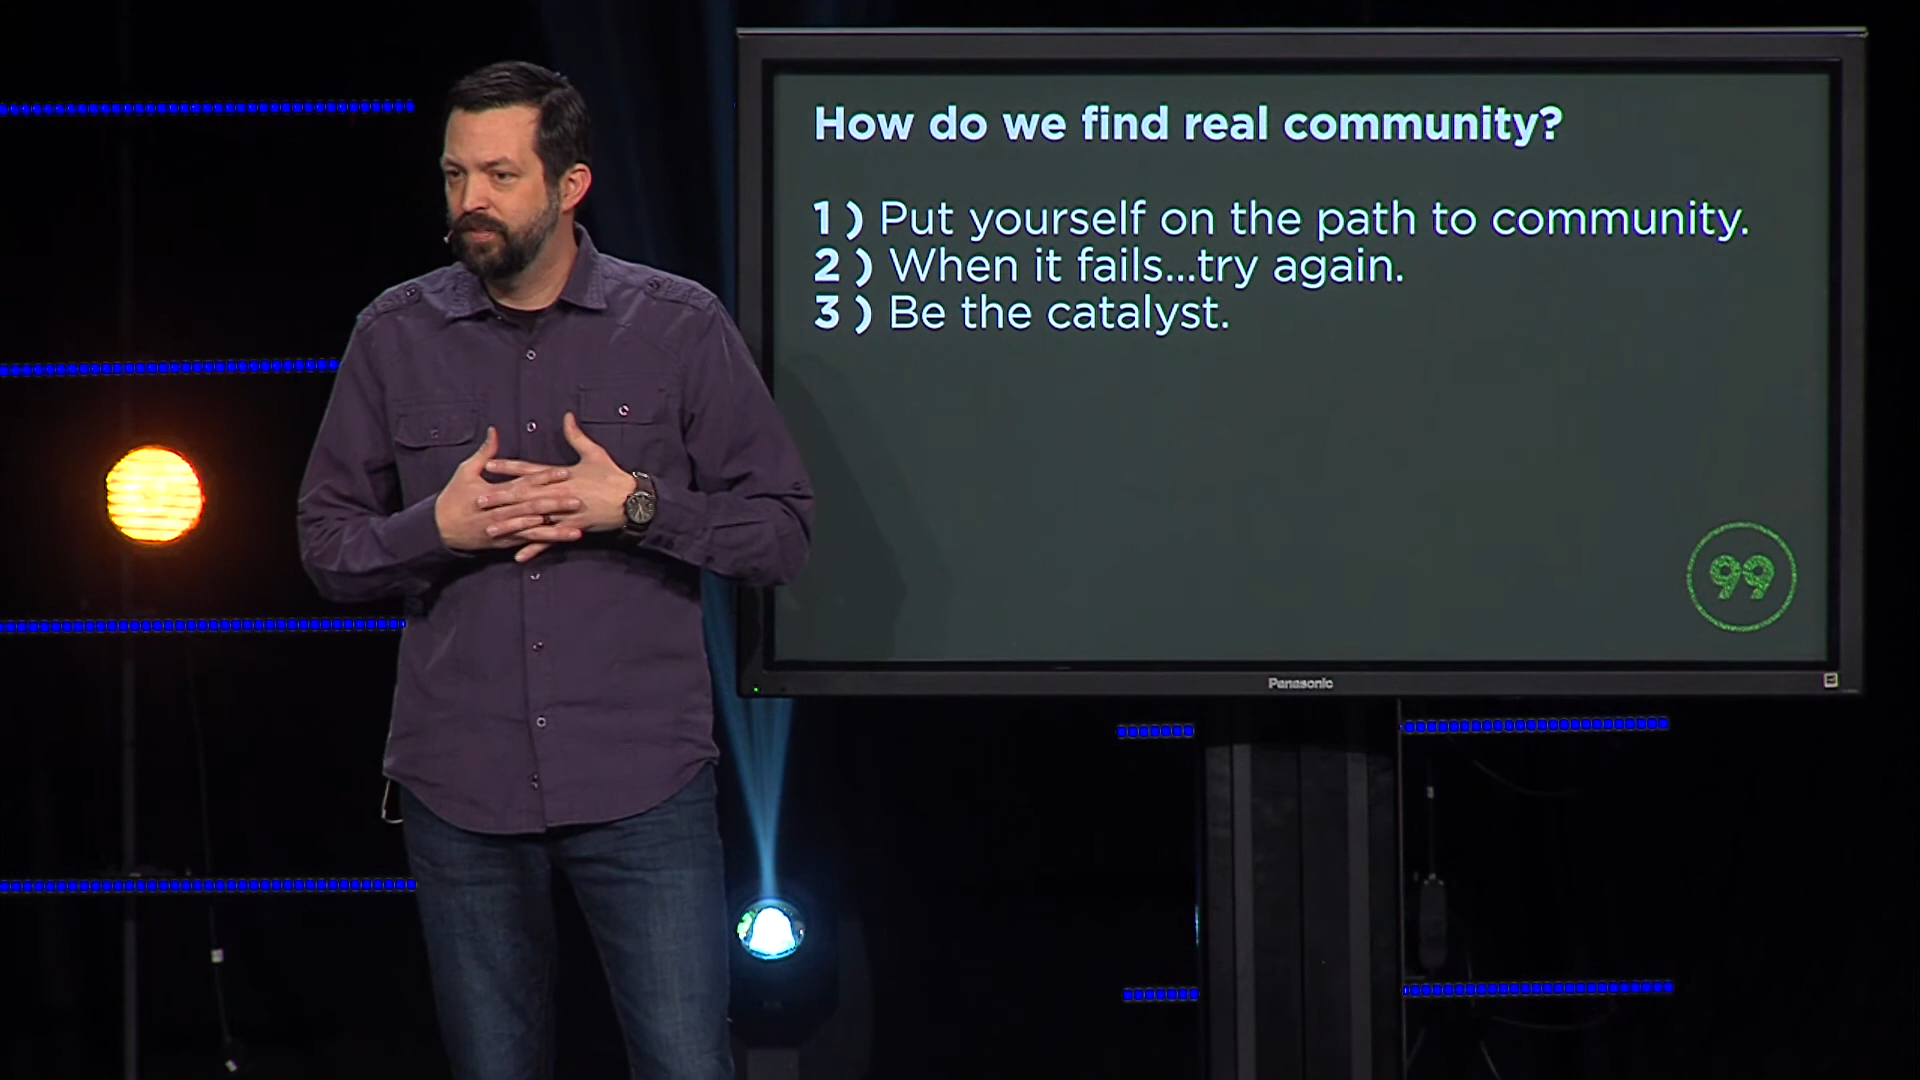 How do we find real community?
1) Put yourself on the path to community.
2) When it fails...try again.
3) Be the catalyst.
99
Panasonic